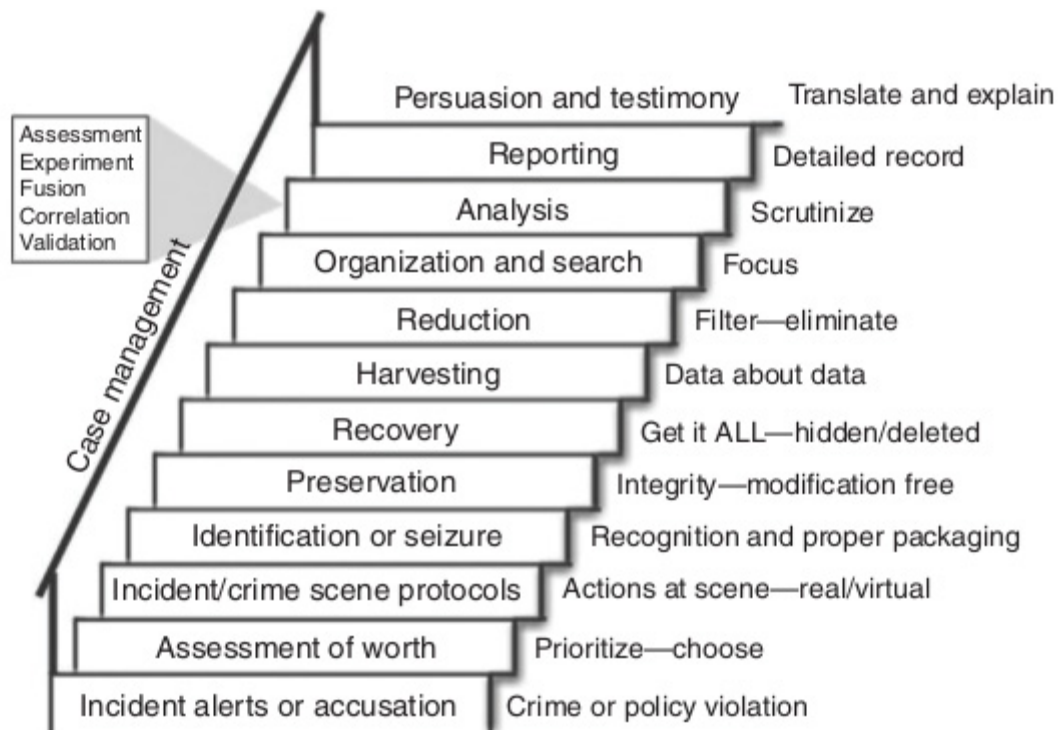 Persuasion and testimony Translate and explain
Assessment
Experiment
Fusion
Correlation
Validation
Reporting Detailed record
Analysis Scrutinize
Organization and search Focus
Reduction Filter—eliminate
Harvesting Data about data
Recovery Get it ALL—hidden/deleted
Preservation Integrity—modification free
Identification or seizure Recognition and proper packaging
Incident/crime scene protocols Actions at scene—real/virtual
Assessment of worth Prioritize—choose
Incident alerts or accusation Crime or policy violation
Case management